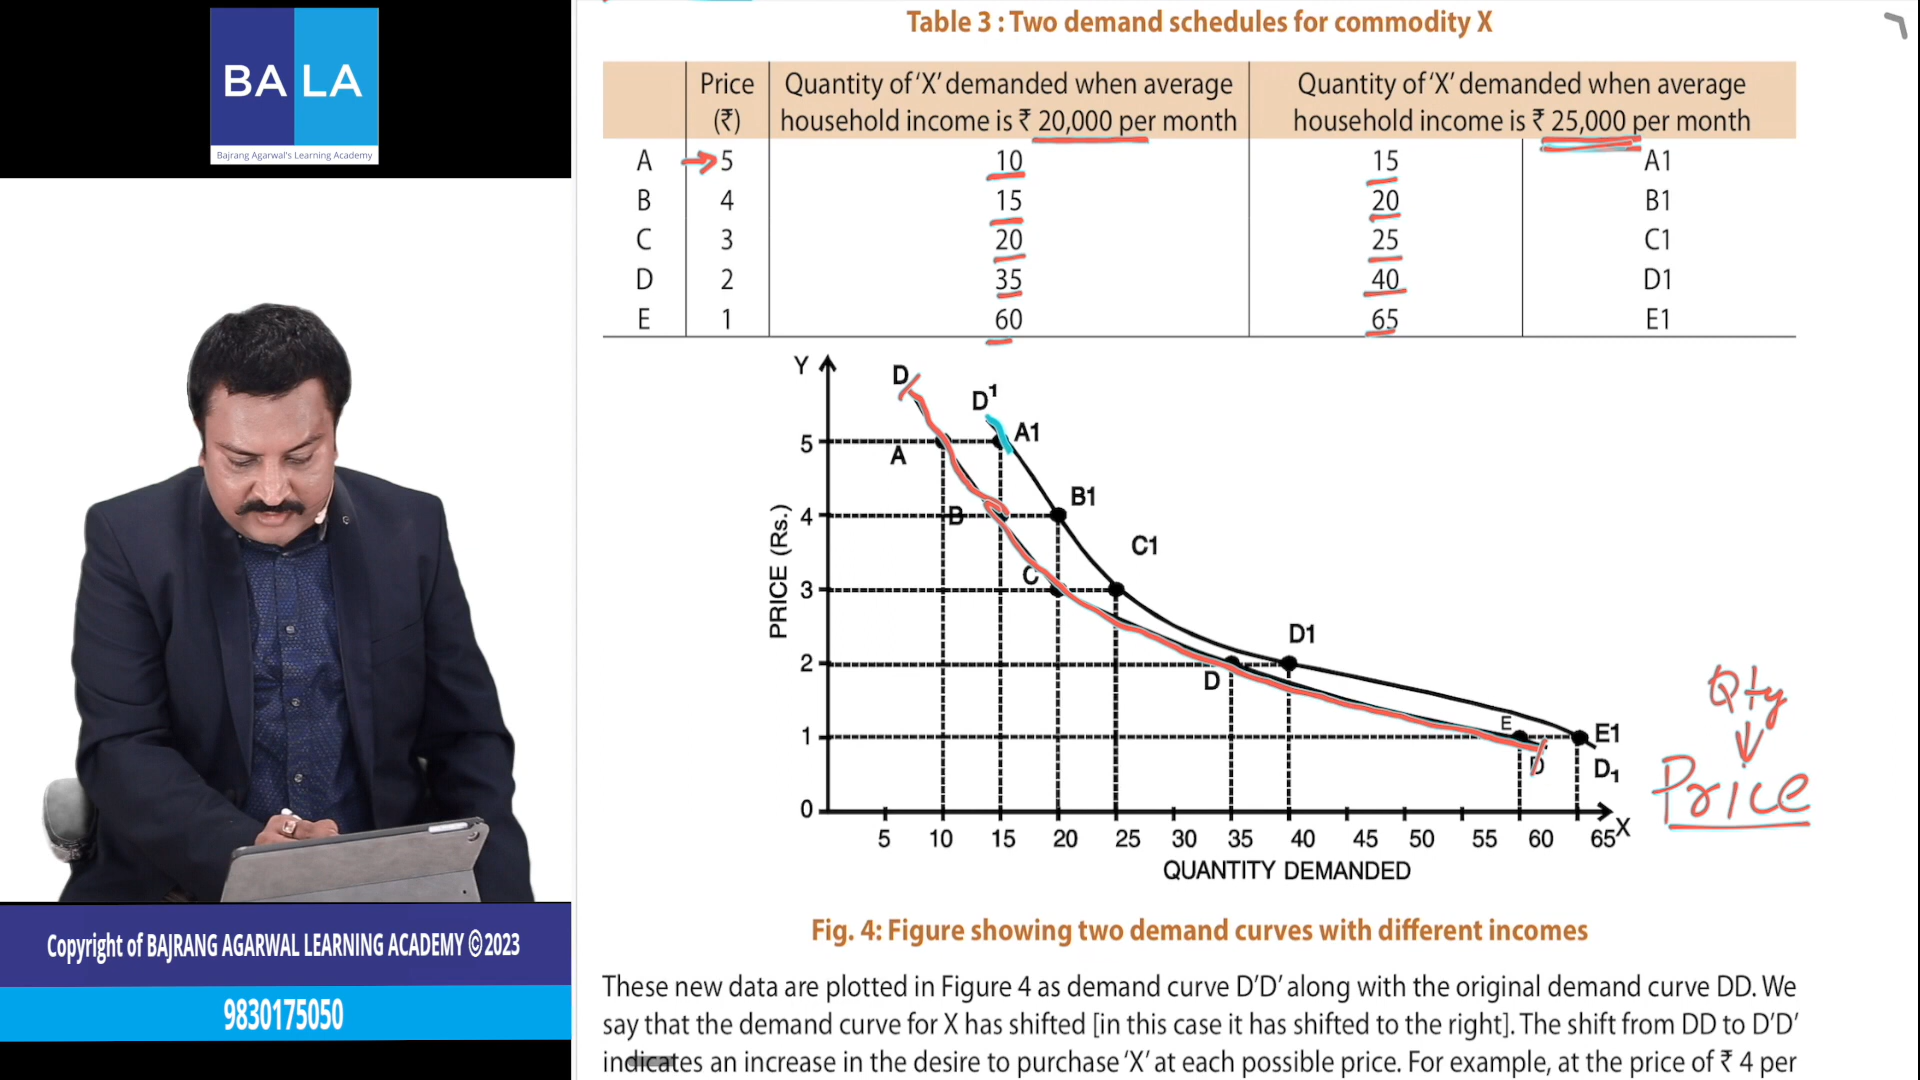 BA LA
Bajrang Agarwal's Learning Academy
Table 3 : Two demand schedules for commodity X
Price (₹) Quantity of 'X' demanded when average household income is ₹ 20,000 per month Quantity of 'X' demanded when average household income is ₹ 25,000 per month
A 5 10 15 A1
B 4 15 20 B1
C 3 20 25 C1
D 2 35 40 D1
E 1 60 65 E1
Y
D
D¹
5
A
A1
4
B
B1
3
C
C1
2
D
D1
1
E
E1
D
D₁
0
PRICE (Rs.)
5 10 15 20 25 30 35 40 45 50 55 60 65 X
QUANTITY DEMANDED
Qty
↓
Price
Fig. 4: Figure showing two demand curves with different incomes
These new data are plotted in Figure 4 as demand curve D'D' along with the original demand curve DD. We
say that the demand curve for X has shifted [in this case it has shifted to the right]. The shift from DD to D'D'
indicates an increase in the desire to purchase 'X' at each possible price. For example, at the price of ₹ 4 per
Copyright of BAJRANG AGARWAL LEARNING ACADEMY ©2023
9830175050